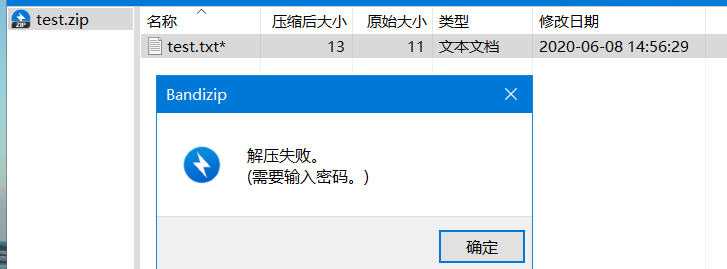 test.zip
名称 压缩后大小 原始大小 类型 修改日期
test.txt* 13 11 文本文档 2020-06-08 14:56:29
Bandizip
解压失败。
(需要输入密码。)
确定